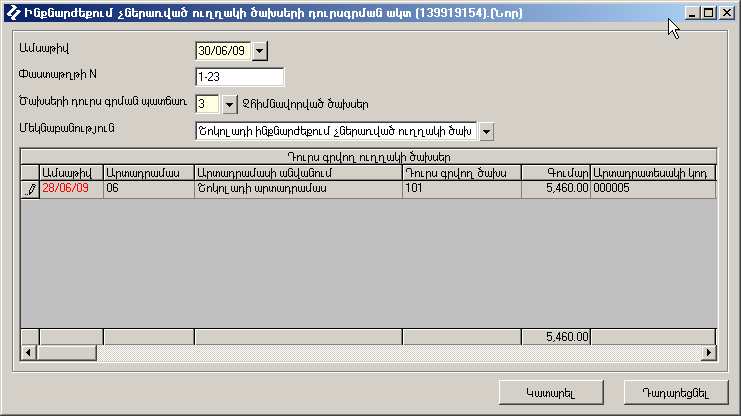 Ինքնարժեքում չներառված ուղղակի ծախսերի դուրսգրման ակտ (139919154).(Նոր)
Ամսաթիվ 30/06/09
Փաստաթղթի N 1-23
Ծախսերի դուրս գրման պատճառ 3 Չհիմնավորված ծախսեր
Մեկնաբանություն Շոկոլադի ինքնարժեքում չներառված ուղղակի ծախ
Դուրս գրվող ուղղակի ծախսեր
Ամսաթիվ Արտադրամաս Արտադրամասի անվանում Դուրս գրվող ծախս Գումար Արտադրատեսակի կոդ
28/06/09 06 Շոկոլադի արտադրամաս 101 5,460.00 000005
5,460.00
Կատարել Դադարեցնել